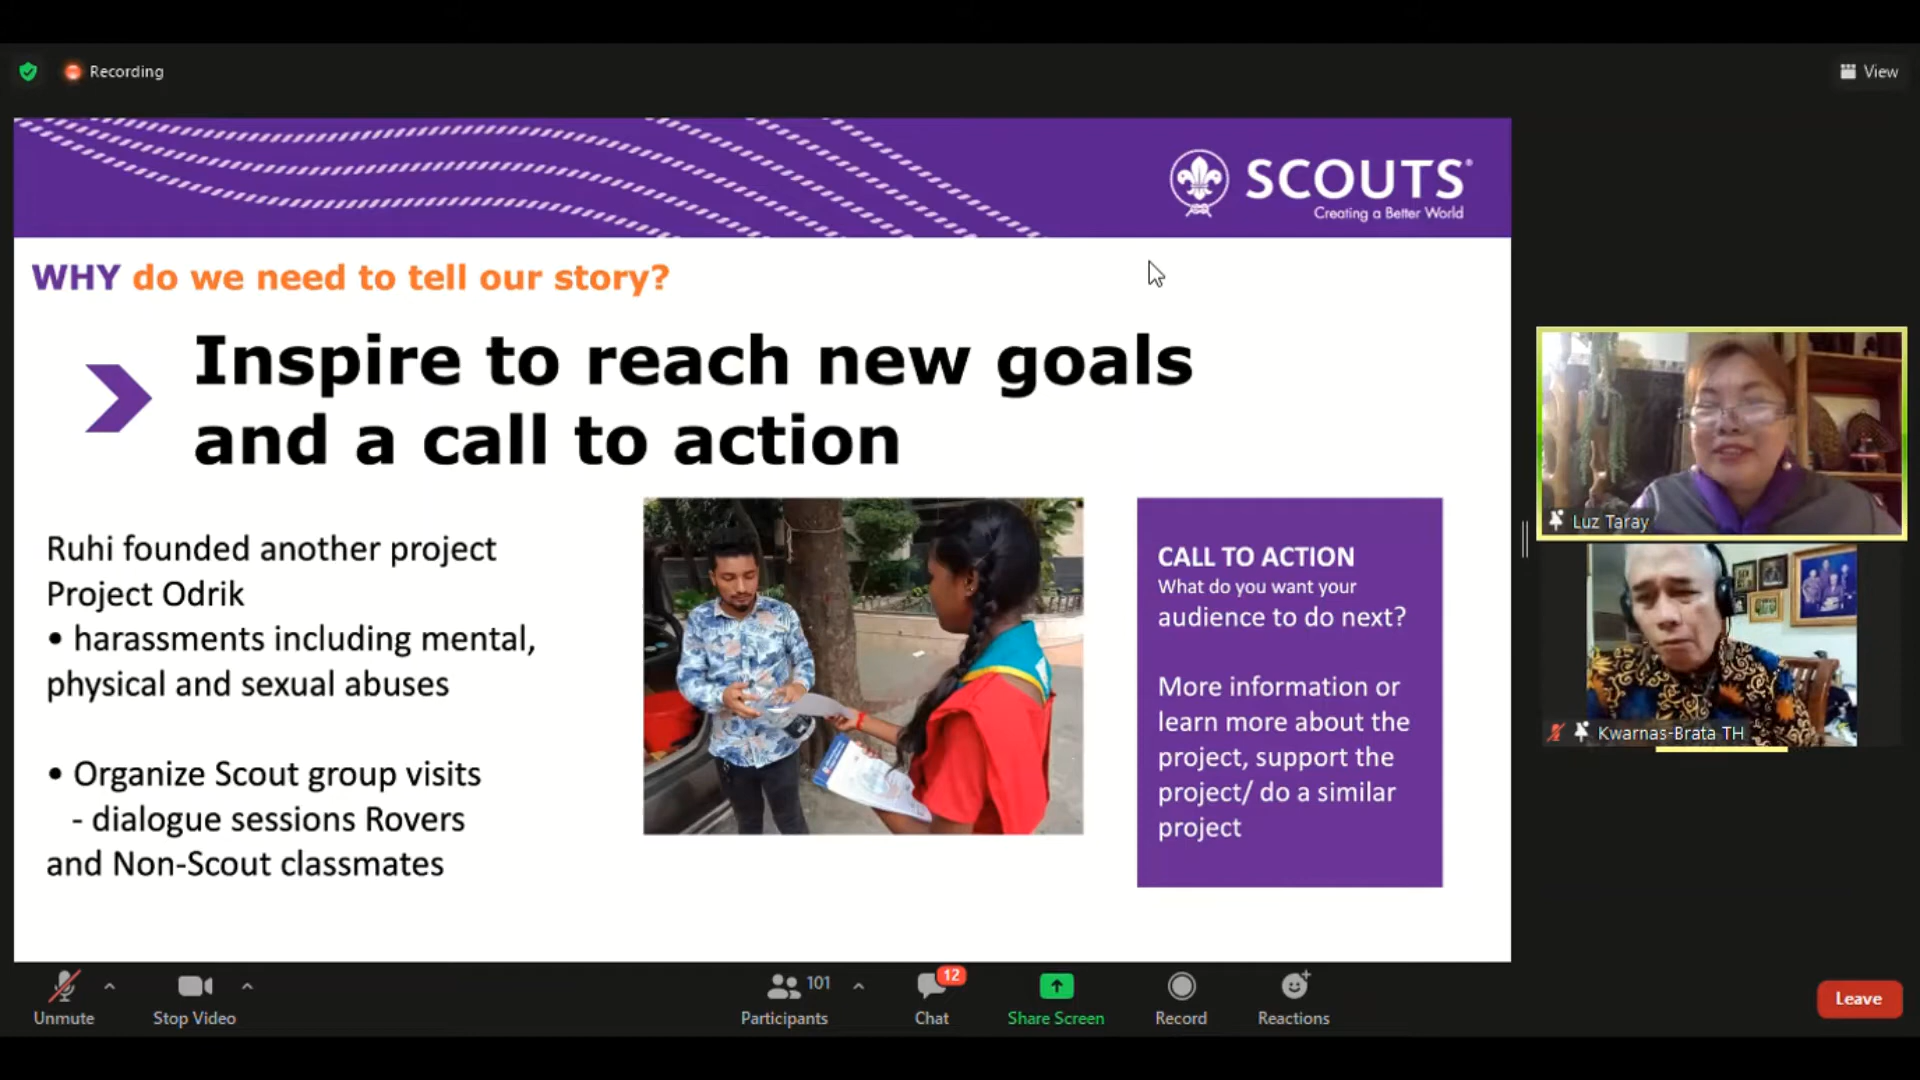 Recording
View
SCOUTS®
Creating a Better World
WHY do we need to tell our story?
Inspire to reach new goals
and a call to action
Ruhi founded another project
Project Odrik
• harassments including mental,
physical and sexual abuses
• Organize Scout group visits
- dialogue sessions Rovers
and Non-Scout classmates
CALL TO ACTION
What do you want your
audience to do next?
More information or
learn more about the
project, support the
project/ do a similar
project
Luz Taray
Kwarnas-Brata TH
Unmute
Stop Video
101
Participants
12
Chat
Share Screen
Record
Reactions
Leave